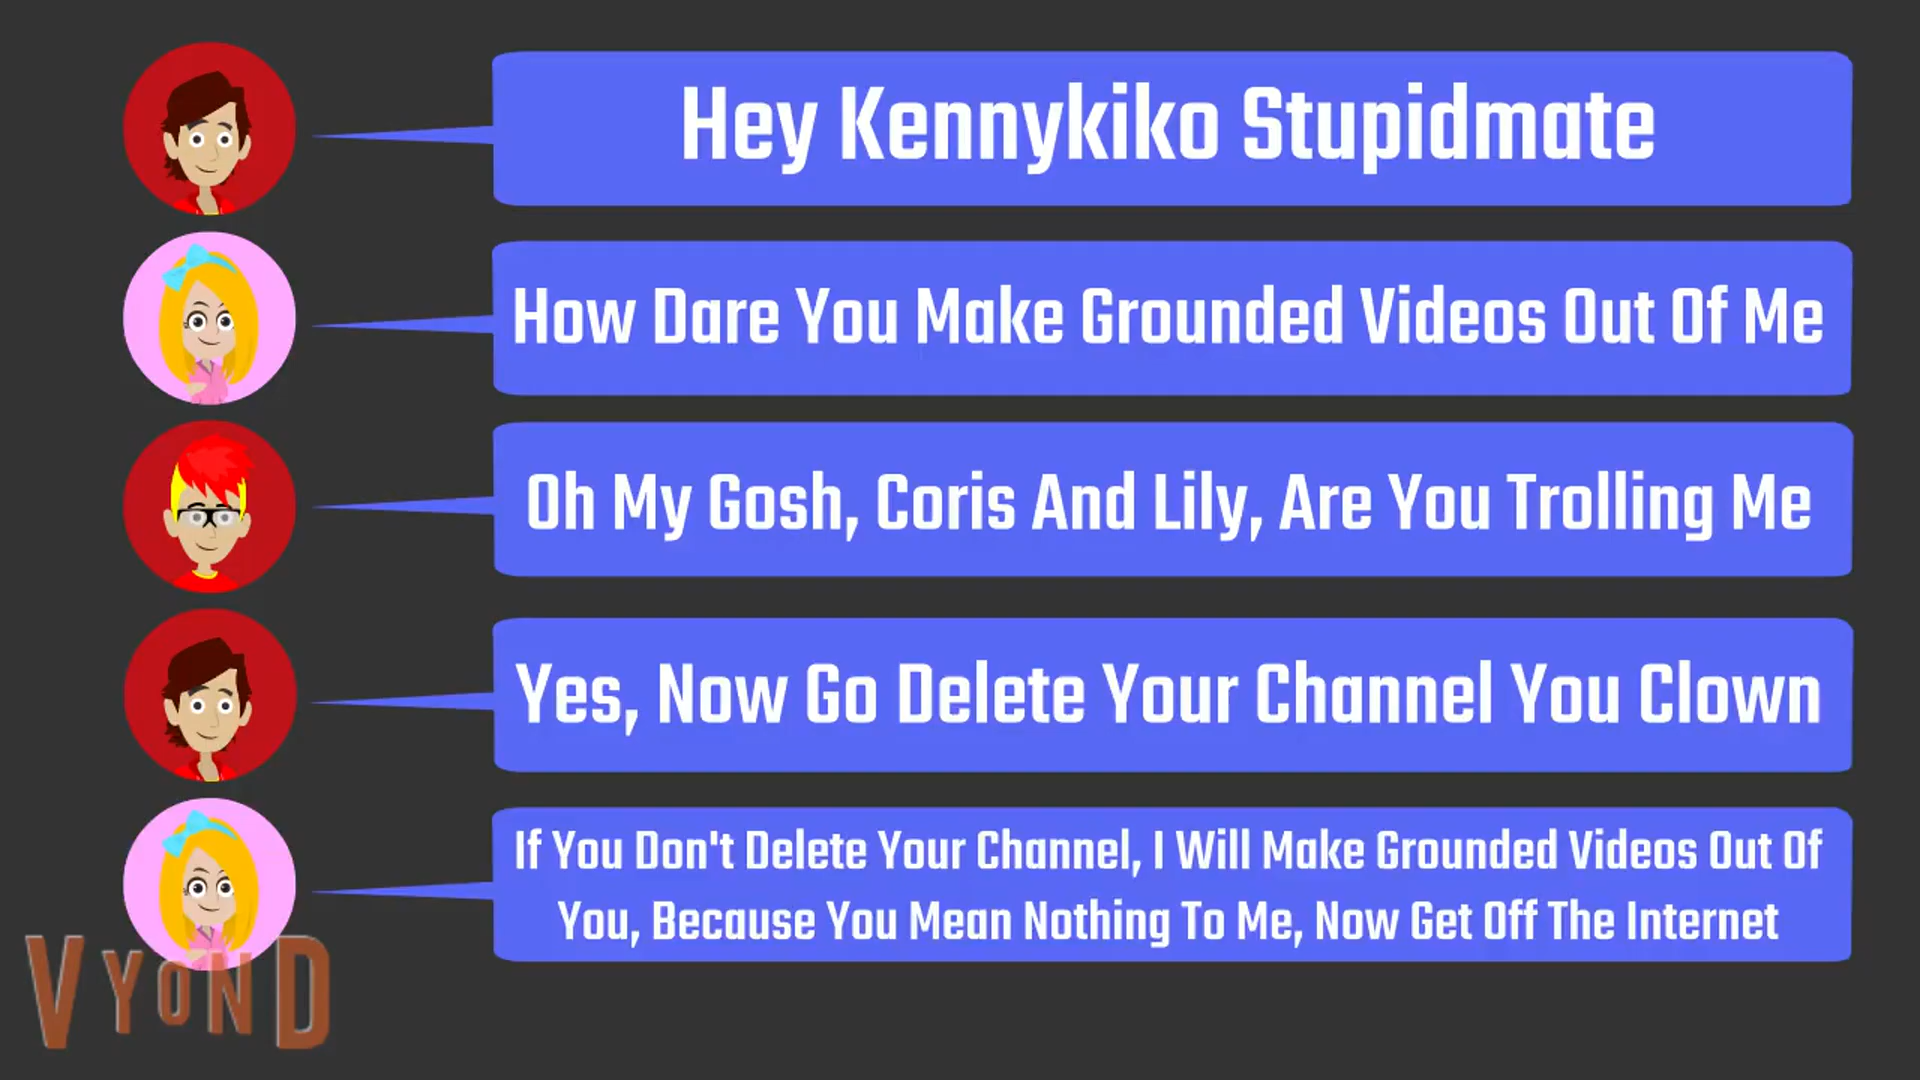 Hey Kennykiko Stupidmate
How Dare You Make Grounded Videos Out Of Me
Oh My Gosh, Coris And Lily, Are You Trolling Me
Yes, Now Go Delete Your Channel You Clown
If You Don't Delete Your Channel, I Will Make Grounded Videos Out Of
You, Because You Mean Nothing To Me, Now Get Off The Internet
VYOND